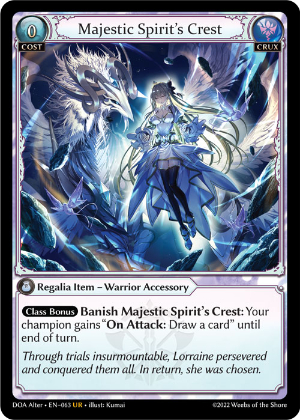 0
COST
Majestic Spirit's Crest
CRUX
Regalia Item – Warrior Accessory
Class Bonus Banish Majestic Spirit's Crest: Your
champion gains “On Attack: Draw a card” until
end of turn.
Through trials insurmountable, Lorraine persevered
and conquered them all. In return, she was chosen.
DOA Alter • EN-063 UR • illust: Kumai
©2022 Weebs of the Shore